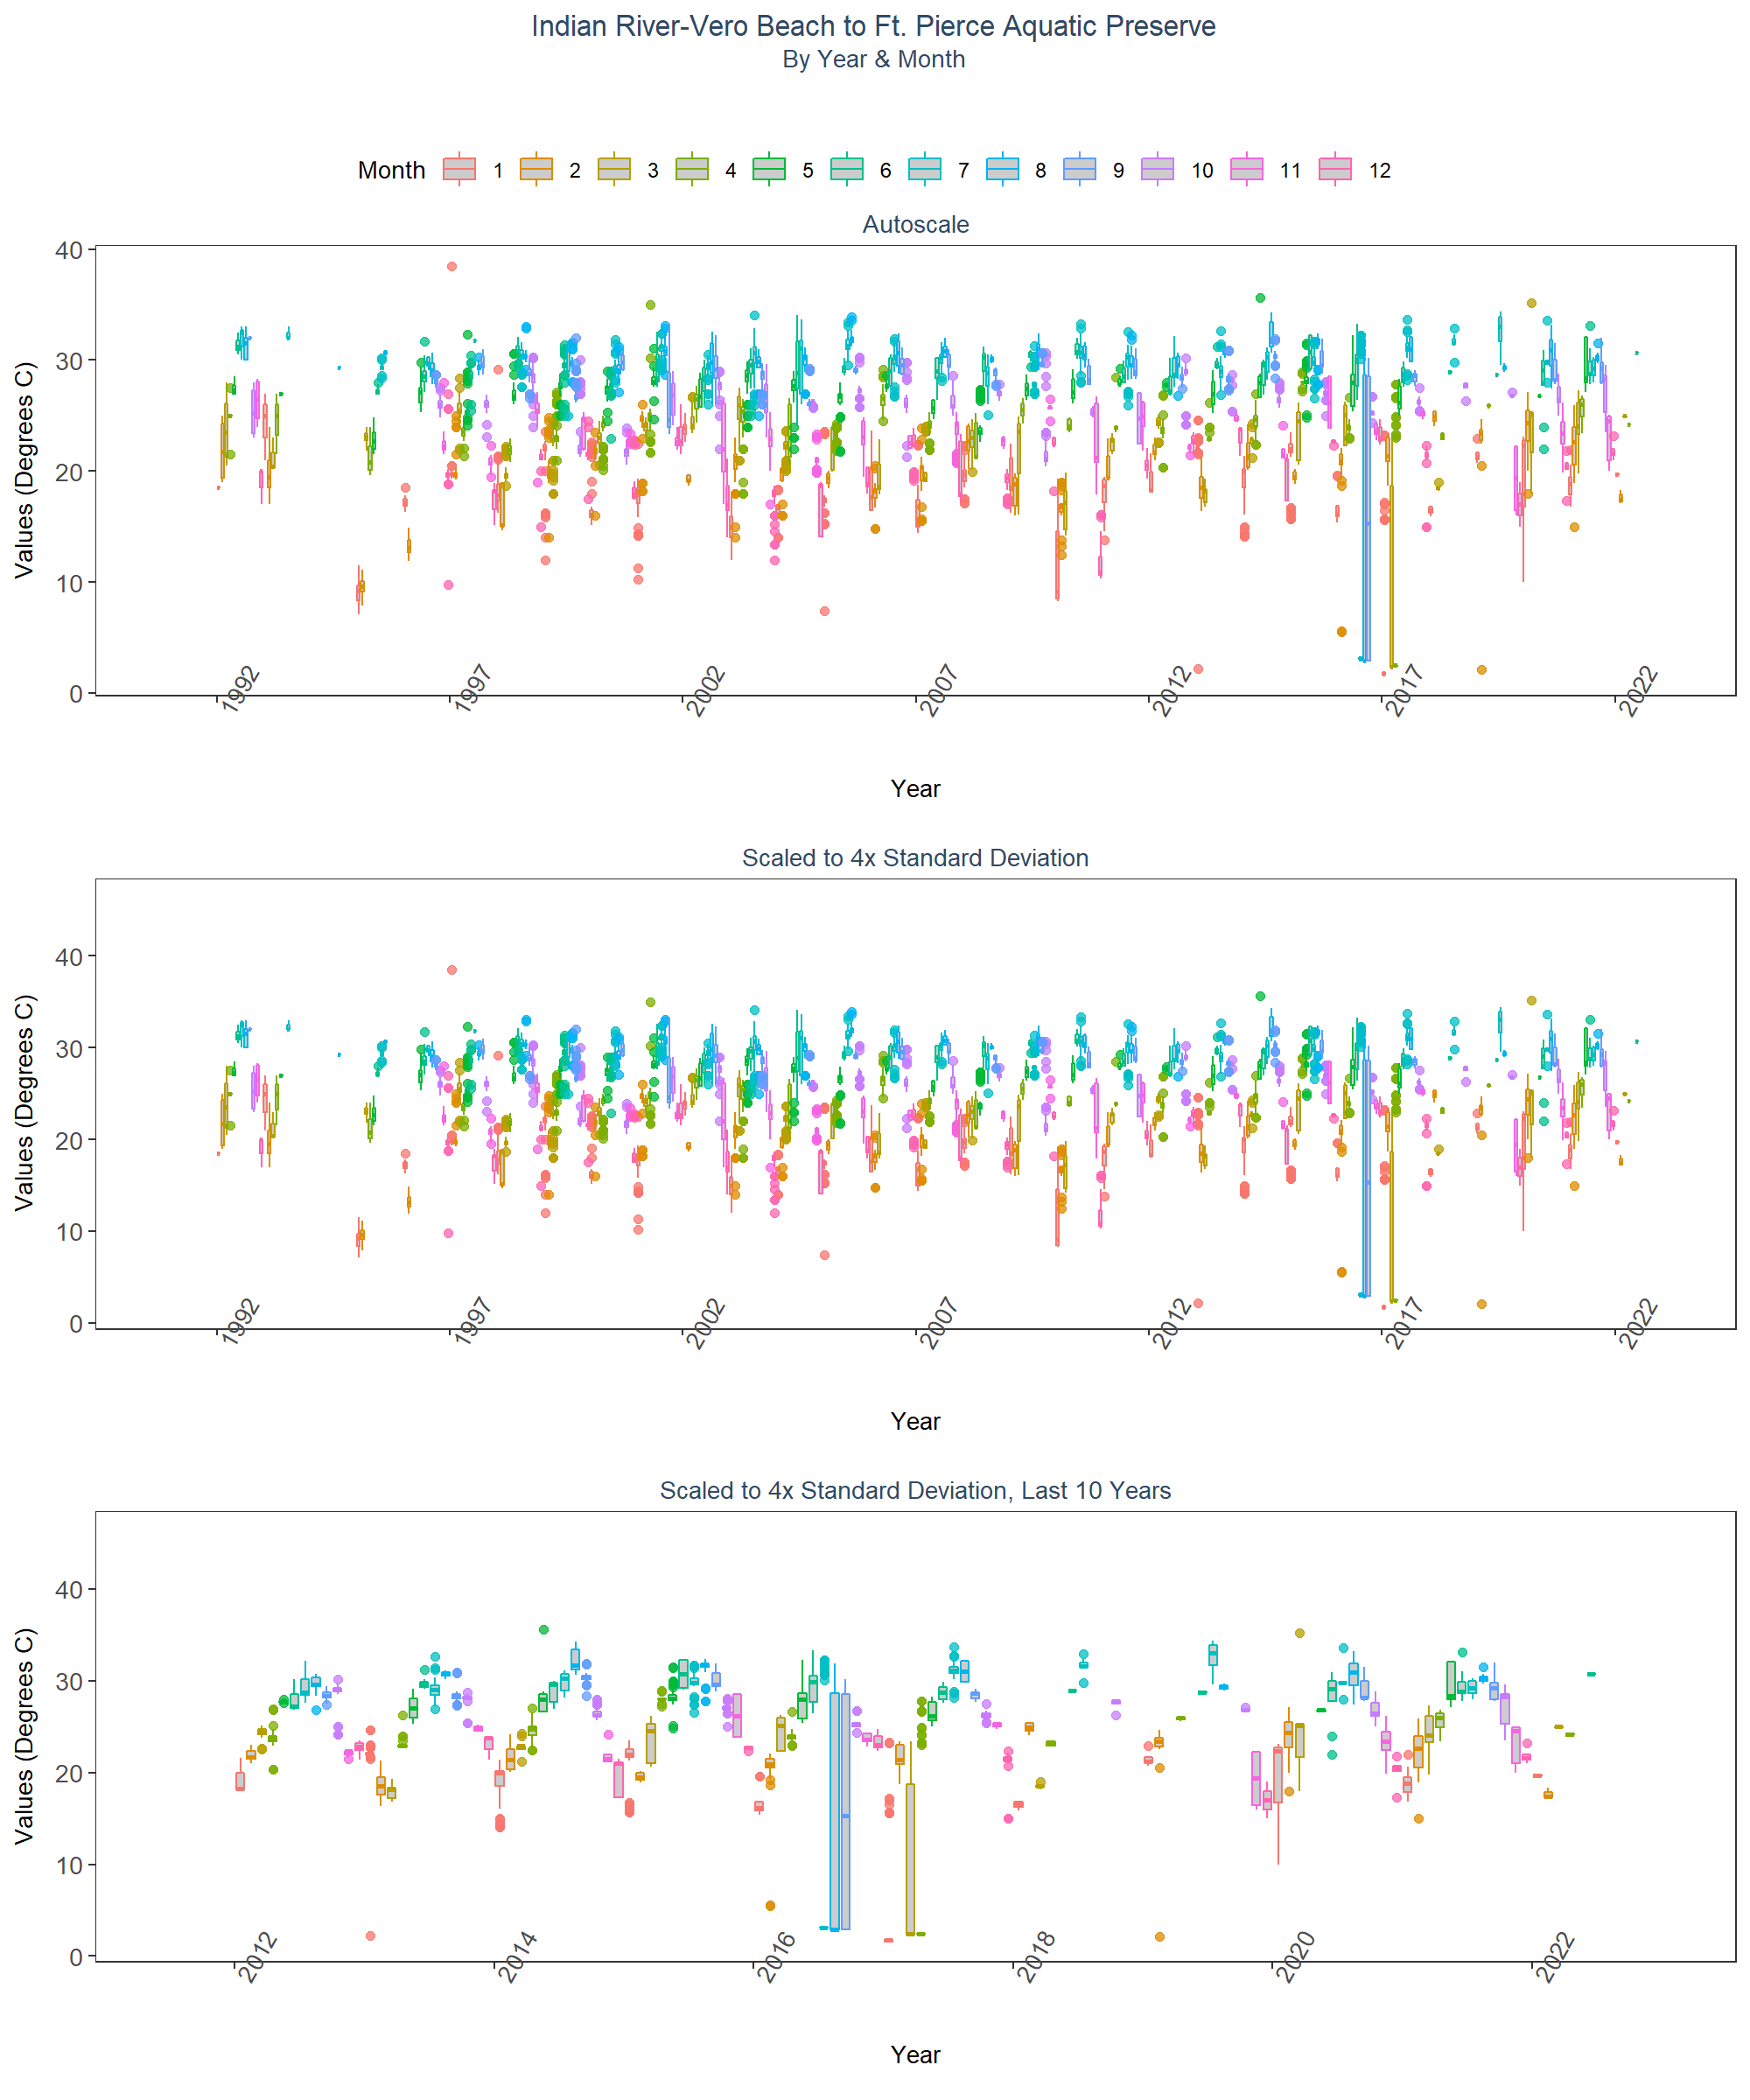 Indian River-Vero Beach to Ft. Pierce Aquatic Preserve
By Year & Month
Month 1 2 3 4 5 6 7 8 9 10 11 12
Autoscale
Values (Degrees C)
40
30
20
10
0
1992 1997 2002 2007 2012 2017 2022
Year
Scaled to 4x Standard Deviation
Values (Degrees C)
40
30
20
10
0
1992 1997 2002 2007 2012 2017 2022
Year
Scaled to 4x Standard Deviation, Last 10 Years
Values (Degrees C)
40
30
20
10
0
2012 2014 2016 2018 2020 2022
Year